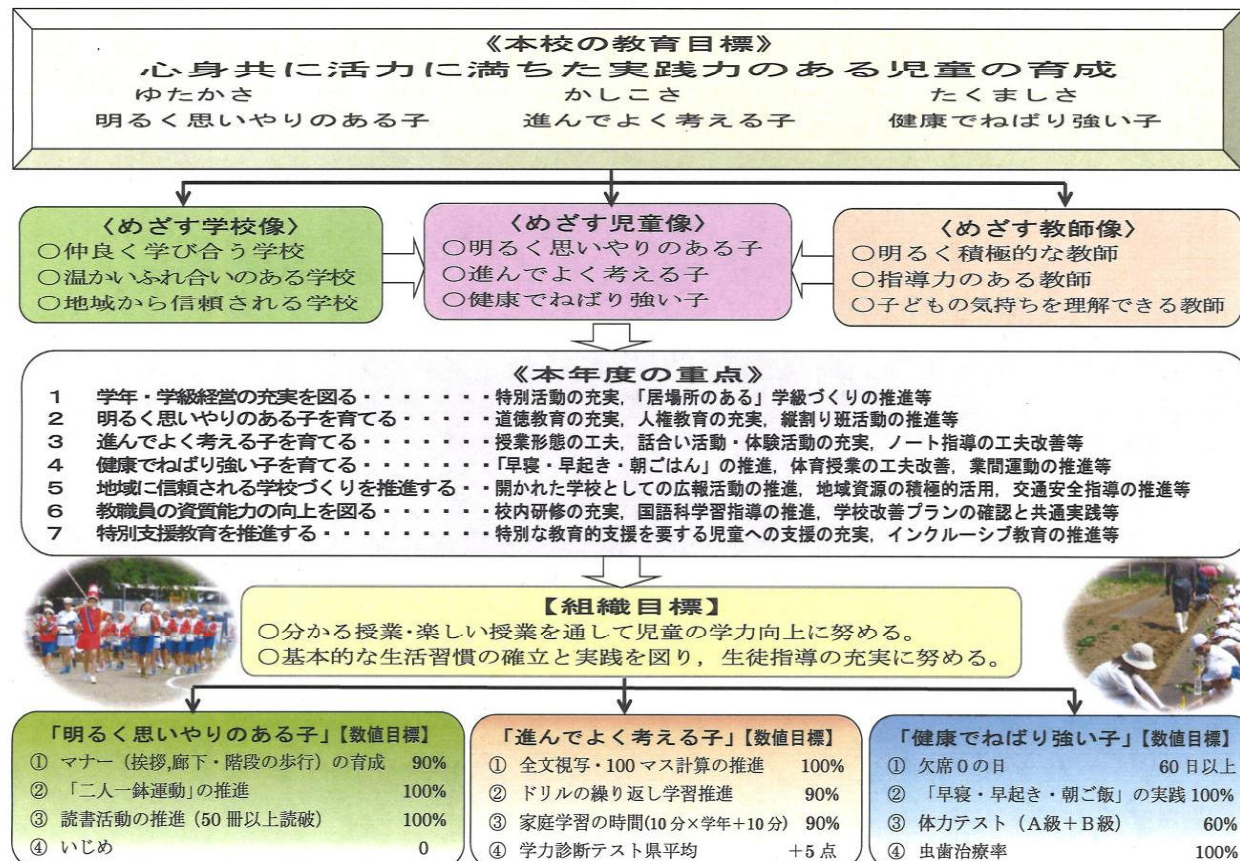 《本校の教育目標》
心身共に活力に満ちた実践力のある児童の育成
ゆたかさ かしこさ たくましさ
明るく思いやりのある子 進んでよく考える子 健康でねばり強い子
〈めざす学校像〉
○仲良く学び合う学校
○温かいふれ合いのある学校
○地域から信頼される学校
〈めざす児童像〉
○明るく思いやりのある子
○進んでよく考える子
○健康でねばり強い子
〈めざす教師像〉
○明るく積極的な教師
○指導力のある教師
○子どもの気持ちを理解できる教師
《本年度の重点》
1 学年・学級経営の充実を図る・・・・・・・特別活動の充実,「居場所のある」学級づくりの推進等
2 明るく思いやりのある子を育てる・・・・・道徳教育の充実,人権教育の充実,縦割り班活動の推進等
3 進んでよく考える子を育てる・・・・・・・授業形態の工夫,話合い活動・体験活動の充実,ノート指導の工夫改善等
4 健康でねばり強い子を育てる・・・・・・・「早寝・早起き・朝ごはん」の推進,体育授業の工夫改善,業間運動の推進等
5 地域に信頼される学校づくりを推進する・・開かれた学校としての広報活動の推進,地域資源の積極的活用,交通安全指導の推進等
6 教職員の資質能力の向上を図る・・・・・・校内研修の充実,国語科学習指導の推進,学校改善プランの確認と共通実践等
7 特別支援教育を推進する・・・・・・・・・特別な教育的支援を要する児童への支援の充実,インクルーシブ教育の推進等
【組織目標】
○分かる授業・楽しい授業を通して児童の学力向上に努める。
○基本的な生活習慣の確立と実践を図り,生徒指導の充実に努める。
「明るく思いやりのある子」【数値目標】
① マナー(挨拶,廊下・階段の歩行)の育成 90%
② 「二人一鉢運動」の推進 100%
③ 読書活動の推進(50冊以上読破) 100%
④ いじめ 0
「進んでよく考える子」【数値目標】
① 全文視写・100マス計算の推進 100%
② ドリルの繰り返し学習推進 90%
③ 家庭学習の時間(10分×学年+10分) 90%
④ 学力診断テスト県平均 +5点
「健康でねばり強い子」【数値目標】
① 欠席0の日 60日以上
② 「早寝・早起き・朝ご飯」の実践 100%
③ 体力テスト(A級+B級) 60%
④ 虫歯治療率 100%